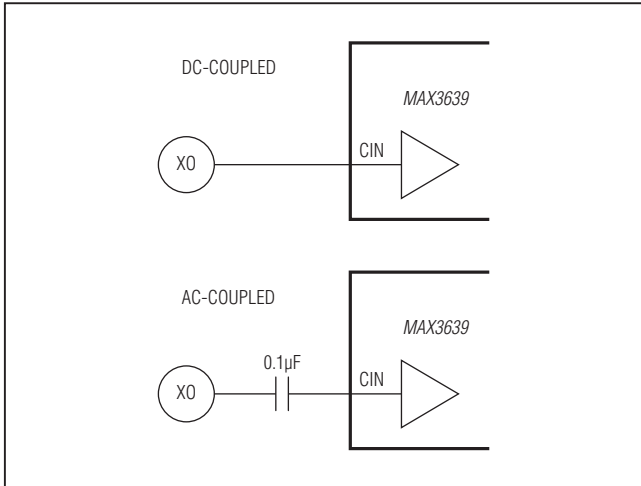 DC-COUPLED
MAX3639
XO
CIN
AC-COUPLED
MAX3639
0.1µF
XO
CIN